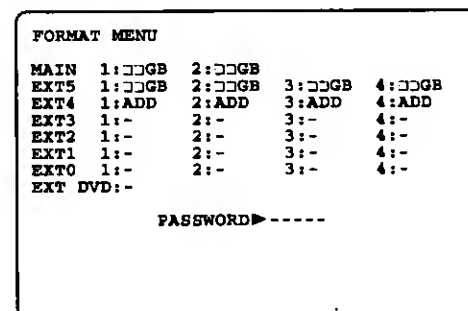 FORMAT MENU
MAIN 1:⊐⊐GB 2:⊐⊐GB
EXT5 1:⊐⊐GB 2:⊐⊐GB 3:⊐⊐GB 4:⊐⊐GB
EXT4 1:ADD 2:ADD 3:ADD 4:ADD
EXT3 1:- 2:- 3:- 4:-
EXT2 1:- 2:- 3:- 4:-
EXT1 1:- 2:- 3:- 4:-
EXT0 1:- 2:- 3:- 4:-
EXT DVD:-
PASSWORD▶-----